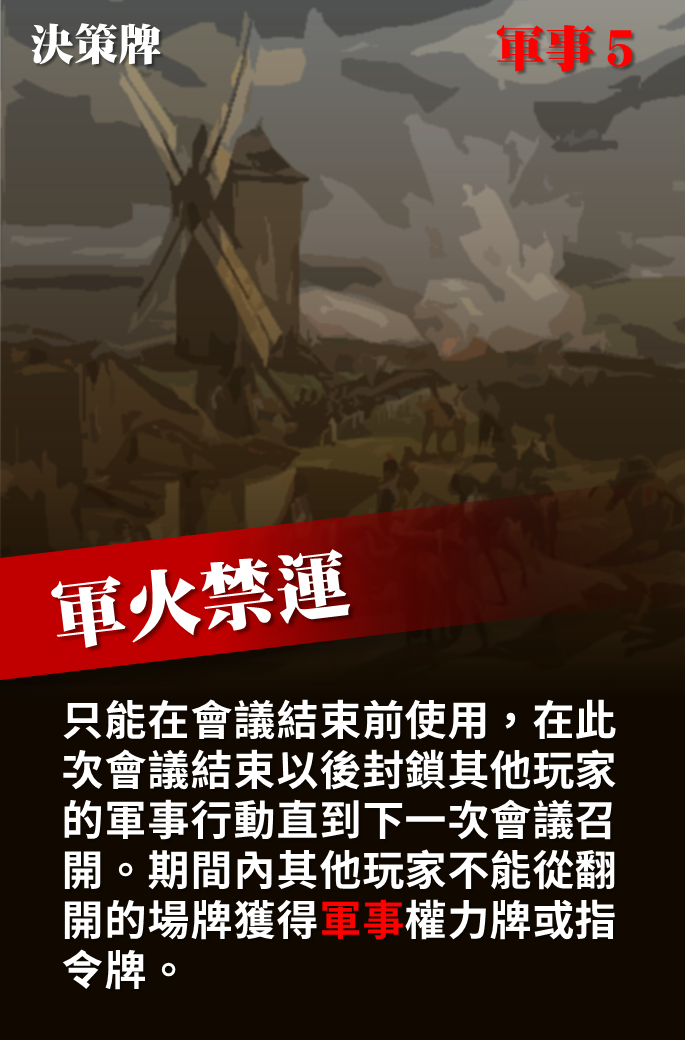 決策牌
軍事 5
軍火禁運
只能在會議結束前使用，在此
次會議結束以後封鎖其他玩家
的軍事行動直到下一次會議召
開。期間內其他玩家不能從翻
開的場牌獲得軍事權力牌或指
令牌。